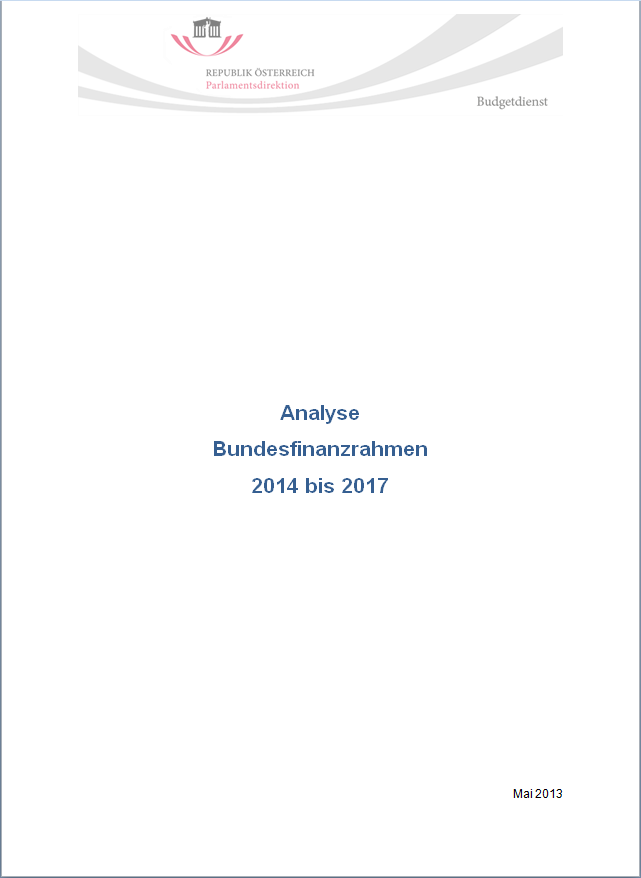 REPUBLIK ÖSTERREICH
Parlamentsdirektion
Budgetdienst
Analyse
Bundesfinanzrahmen
2014 bis 2017
Mai 2013